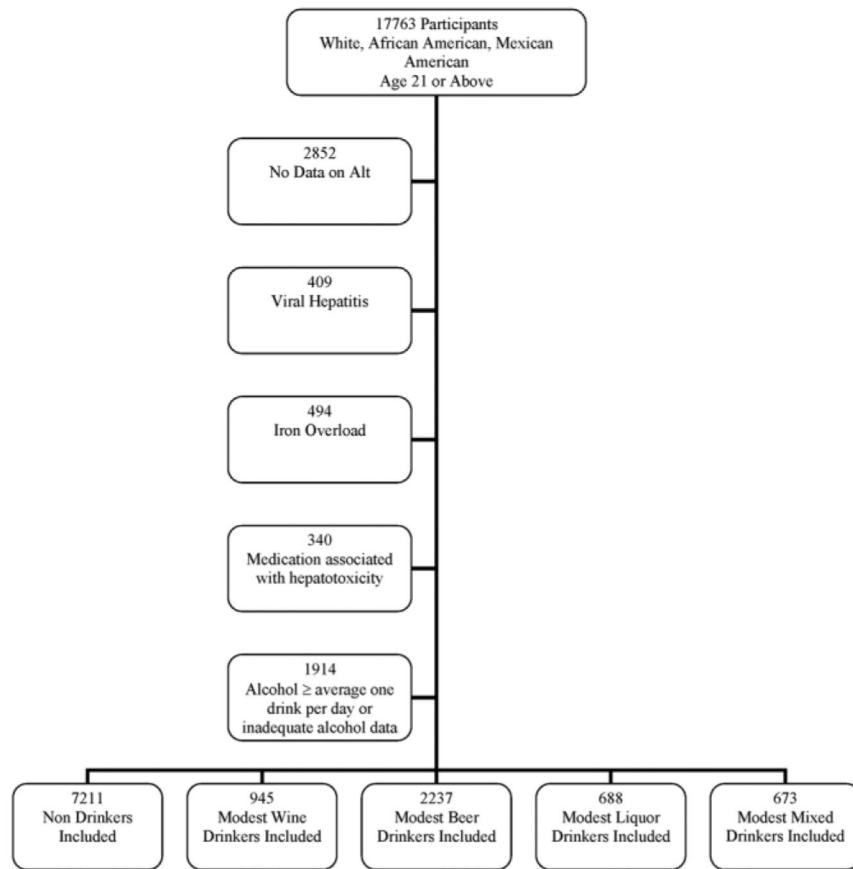 17763 Participants
White, African American, Mexican
American
Age 21 or Above
2852
No Data on Alt
409
Viral Hepatitis
494
Iron Overload
340
Medication associated
with hepatotoxicity
1914
Alcohol ≥ average one
drink per day or
inadequate alcohol data
7211
Non Drinkers
Included
945
Modest Wine
Drinkers Included
2237
Modest Beer
Drinkers Included
688
Modest Liquor
Drinkers Included
673
Modest Mixed
Drinkers Included